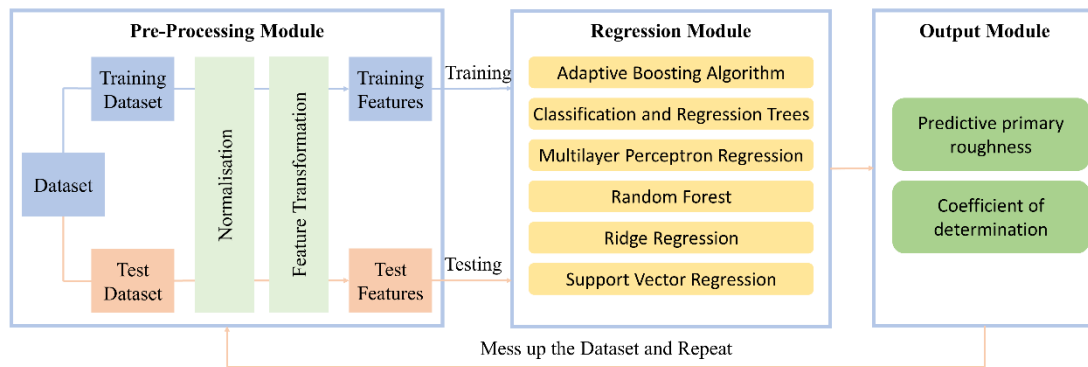 Pre-Processing Module
Dataset
Training
Dataset
Test
Dataset
Normalisation
Feature Transformation
Training
Features
Test
Features
Training
Testing
Regression Module
Adaptive Boosting Algorithm
Classification and Regression Trees
Multilayer Perceptron Regression
Random Forest
Ridge Regression
Support Vector Regression
Output Module
Predictive primary
roughness
Coefficient of
determination
Mess up the Dataset and Repeat